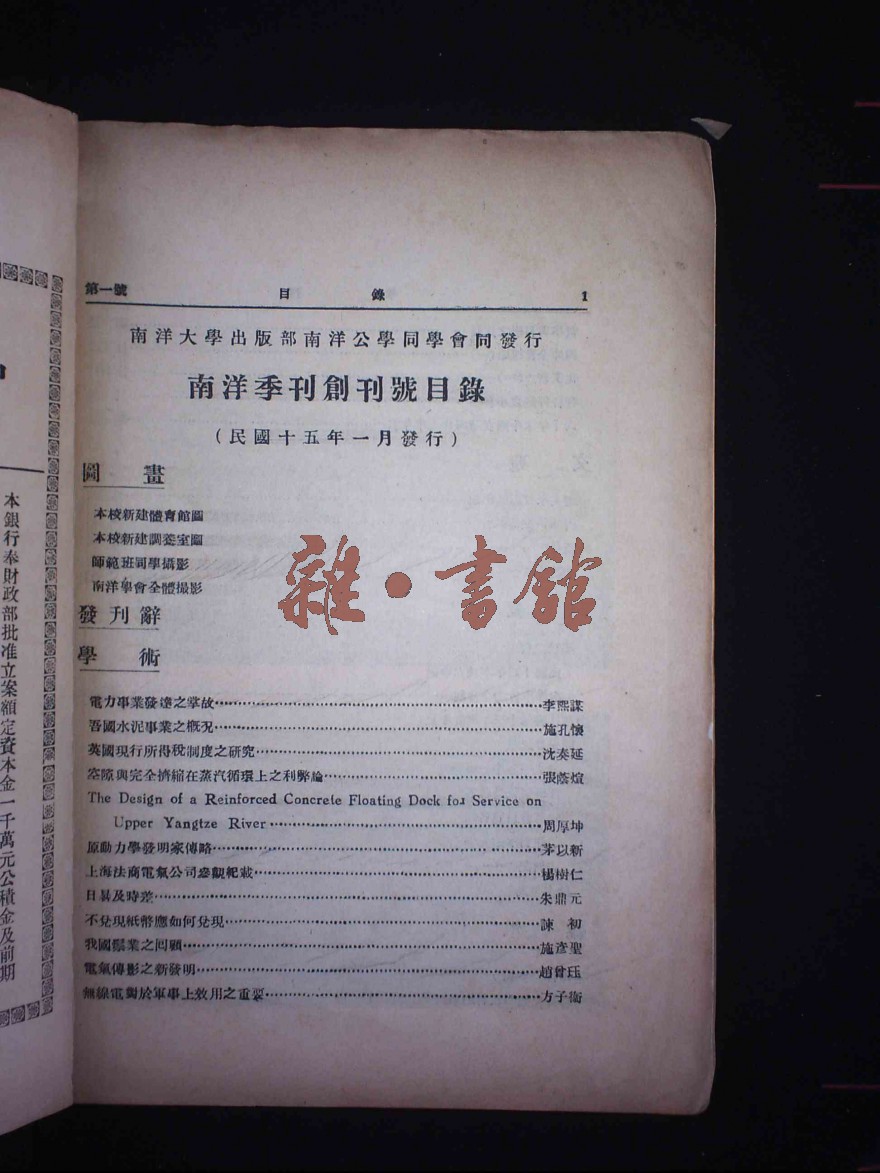 第一號 目錄 1
南洋大學出版部南洋公學同學會同發行
南洋季刊創刊號目錄
(民國十五年一月發行)
圖畫
本校新建體育館圖
本校新建調養室圖
師範班同學攝影
南洋學會全體撮影
發刊辭
學術
電力事業發達之掌故 李熙謀
吾國水泥事業之概况 施孔懷
英國現行所得稅制度之研究 沈奏延
空隙與完全擠縮在蒸汽循環上之利弊論 張蔭煊
The Design of a Reinforced Concrete Floating Dock for Service on
Upper Yangtze River 周厚坤
原動力學發明家傳略 茅以新
上海法商電氣公司參觀紀載 楊樹仁
日晷及時差 朱鼎元
不兌現紙幣應如何兌現 諫初
我國鹽業之囘顧 施彥聖
電氣傳影之新發明 趙曾珏
無線電對於軍事上效用之重要 方子衞
本銀行奉財政部批准立案額定資本金一千萬元公積金及前期
雜·書館